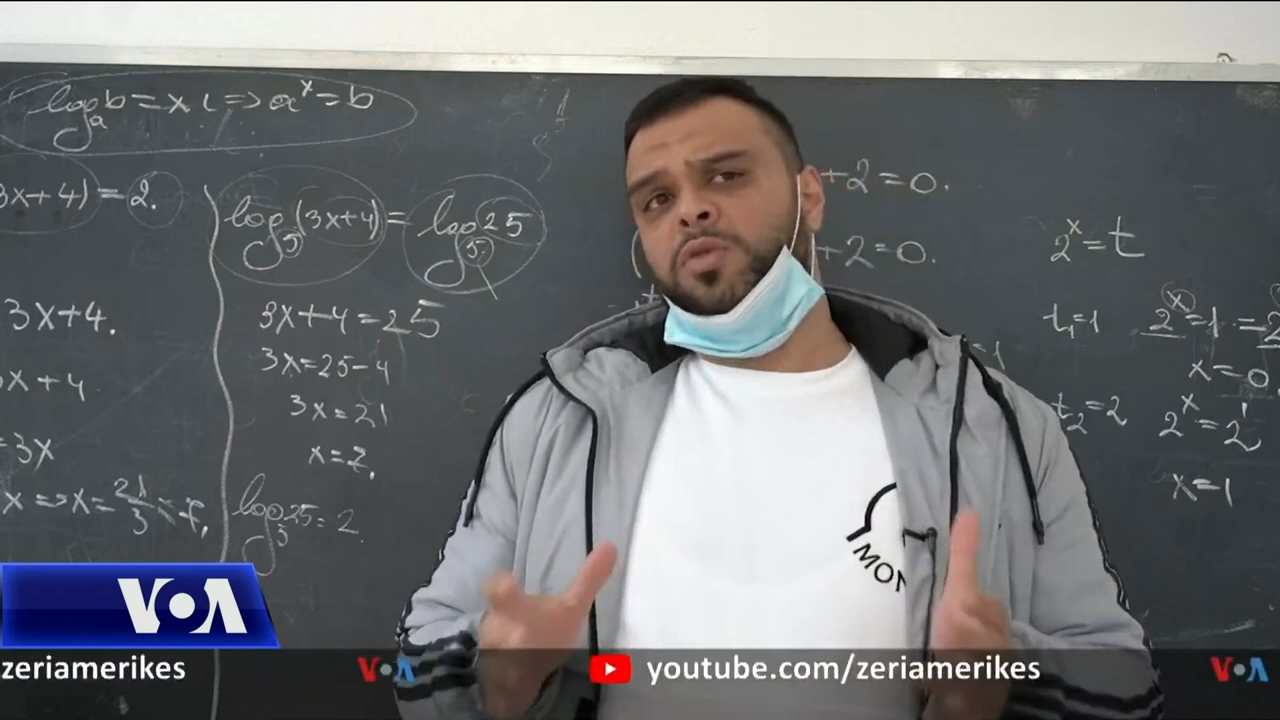 log_a b = x <=> a^x = b
3x+4) = 2.
3x+4.
x+4
=3x
x => x = 21/3 = 7.
log_5 (3x+4) = log_5 25
3x+4=25
3x=25-4
3x=21
x=7.
log_5 25 = 2.
+2=0.
+2=0.
2^x=t
t_1=1 2^x=1=2
x=0
t_2=2 2^x=2^1
x=1
MON
VOA
zeriamerikes VOA youtube.com/zeriamerikes VOA